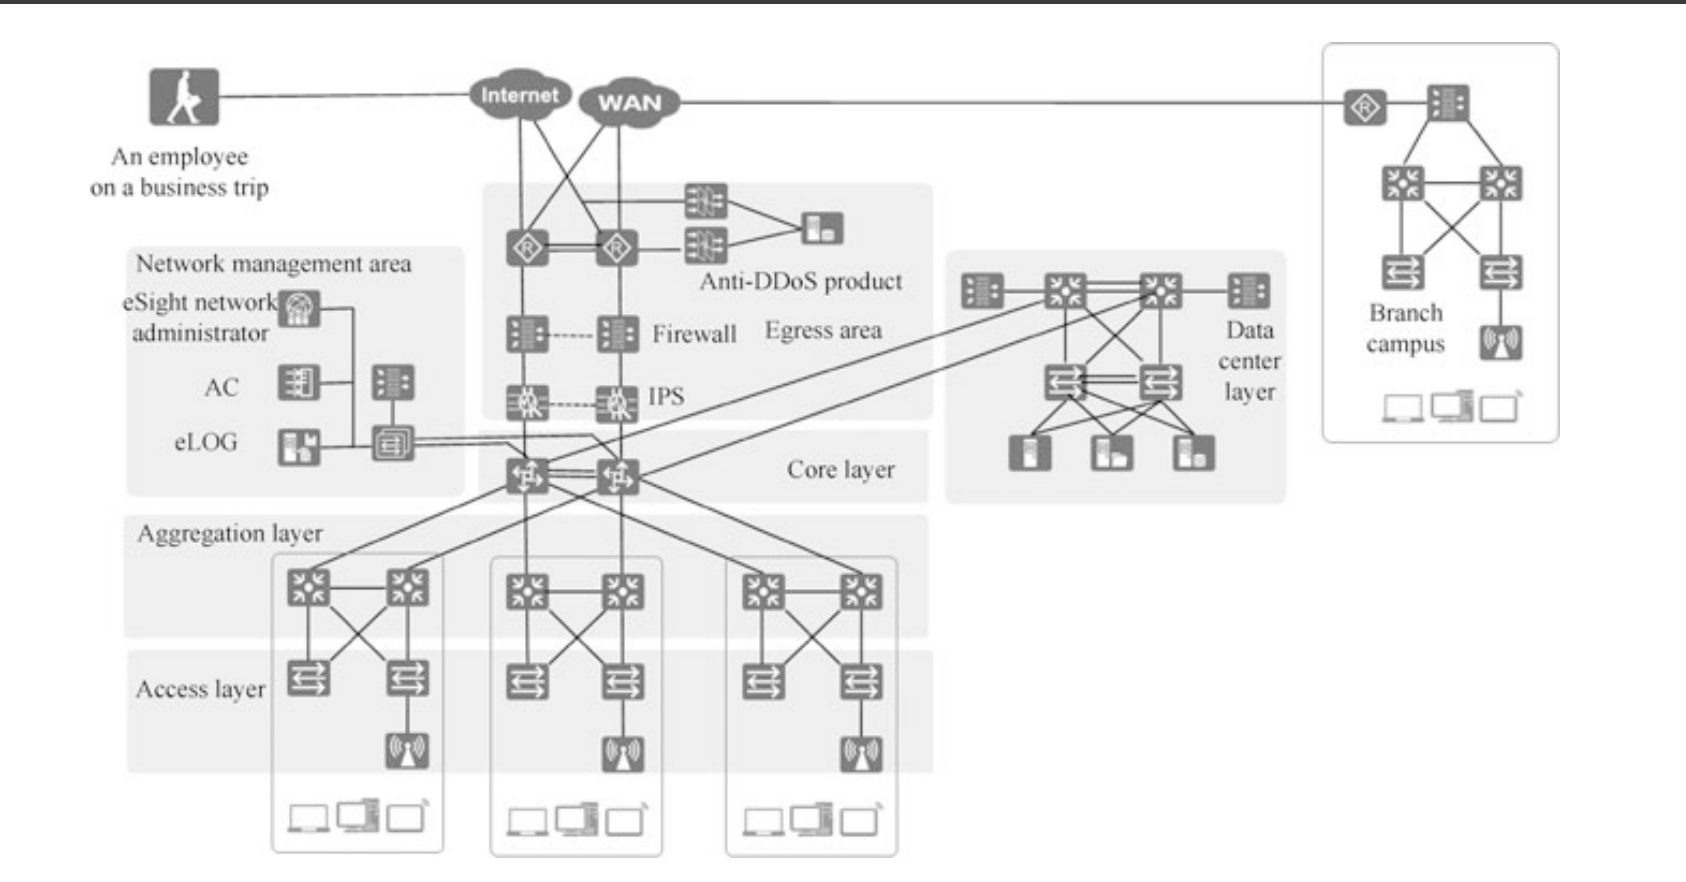 Internet
WAN
An employee
on a business trip
Network management area
eSight network
administrator
AC
eLOG
R
R
Anti-DDoS product
Firewall
Egress area
IPS
Core layer
Data
center
layer
R
Branch
campus
Aggregation layer
Access layer